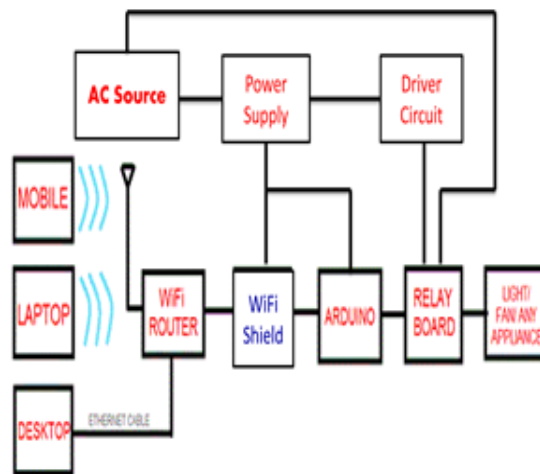 AC Source
Power
Supply
Driver
Circuit
MOBILE
LAPTOP
DESKTOP
ETHERNET CABLE
WiFi
ROUTER
WiFi
Shield
ARDUINO
RELAY
BOARD
LIGHT/
FAN/ ANY
APPLIANCE